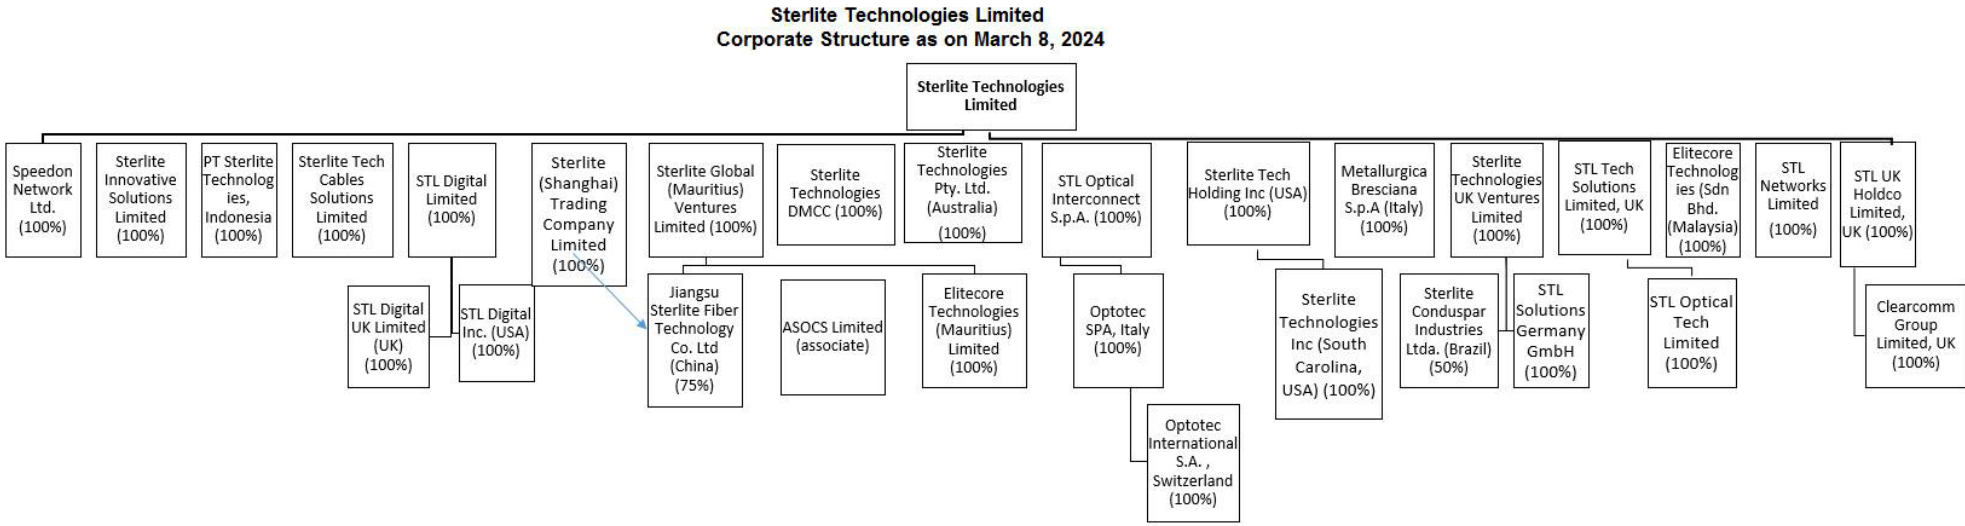 Sterlite Technologies Limited
Corporate Structure as on March 8, 2024
Sterlite Technologies
Limited
Speedon
Network
Ltd.
(100%)
Sterlite
Innovative
Solutions
Limited
(100%)
PT Sterlite
Technolog
ies,
Indonesia
(100%)
Sterlite Tech
Cables
Solutions
Limited
(100%)
STL Digital
Limited
(100%)
Sterlite
(Shanghai)
Trading
Company
Limited
(100%)
Sterlite Global
(Mauritius)
Ventures
Limited (100%)
Sterlite
Technologies
DMCC (100%)
Sterlite
Technologies
Pty. Ltd.
(Australia)
(100%)
STL Optical
Interconnect
S.p.A. (100%)
Sterlite Tech
Holding Inc (USA)
(100%)
Metallurgica
Bresciana
S.p.A (Italy)
(100%)
Sterlite
Technologies
UK Ventures
Limited
(100%)
STL Tech
Solutions
Limited, UK
(100%)
Elitecore
Technolog
ies (Sdn
Bhd.
(Malaysia)
(100%)
STL
Networks
Limited
(100%)
STL UK
Holdco
Limited,
UK (100%)
STL Digital
UK Limited
(UK)
(100%)
STL Digital
Inc. (USA)
(100%)
Jiangsu
Sterlite Fiber
Technology
Co. Ltd
(China)
(75%)
ASOCS Limited
(associate)
Elitecore
Technologies
(Mauritius)
Limited
(100%)
Optotec
SPA, Italy
(100%)
Optotec
International
S.A. ,
Switzerland
(100%)
Sterlite
Technologies
Inc (South
Carolina,
USA) (100%)
Sterlite
Conduspar
Industries
Ltda. (Brazil)
(50%)
STL
Solutions
Germany
GmbH
(100%)
STL Optical
Tech
Limited
(100%)
Clearcomm
Group
Limited, UK
(100%)